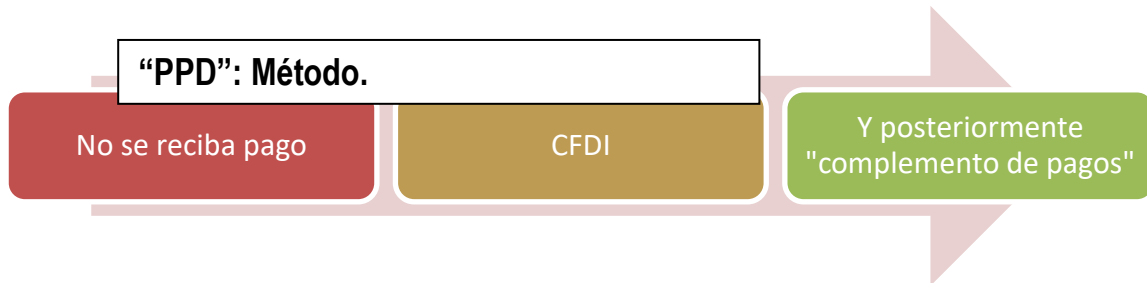 “PPD”: Método.
No se reciba pago
CFDI
Y posteriormente
"complemento de pagos"